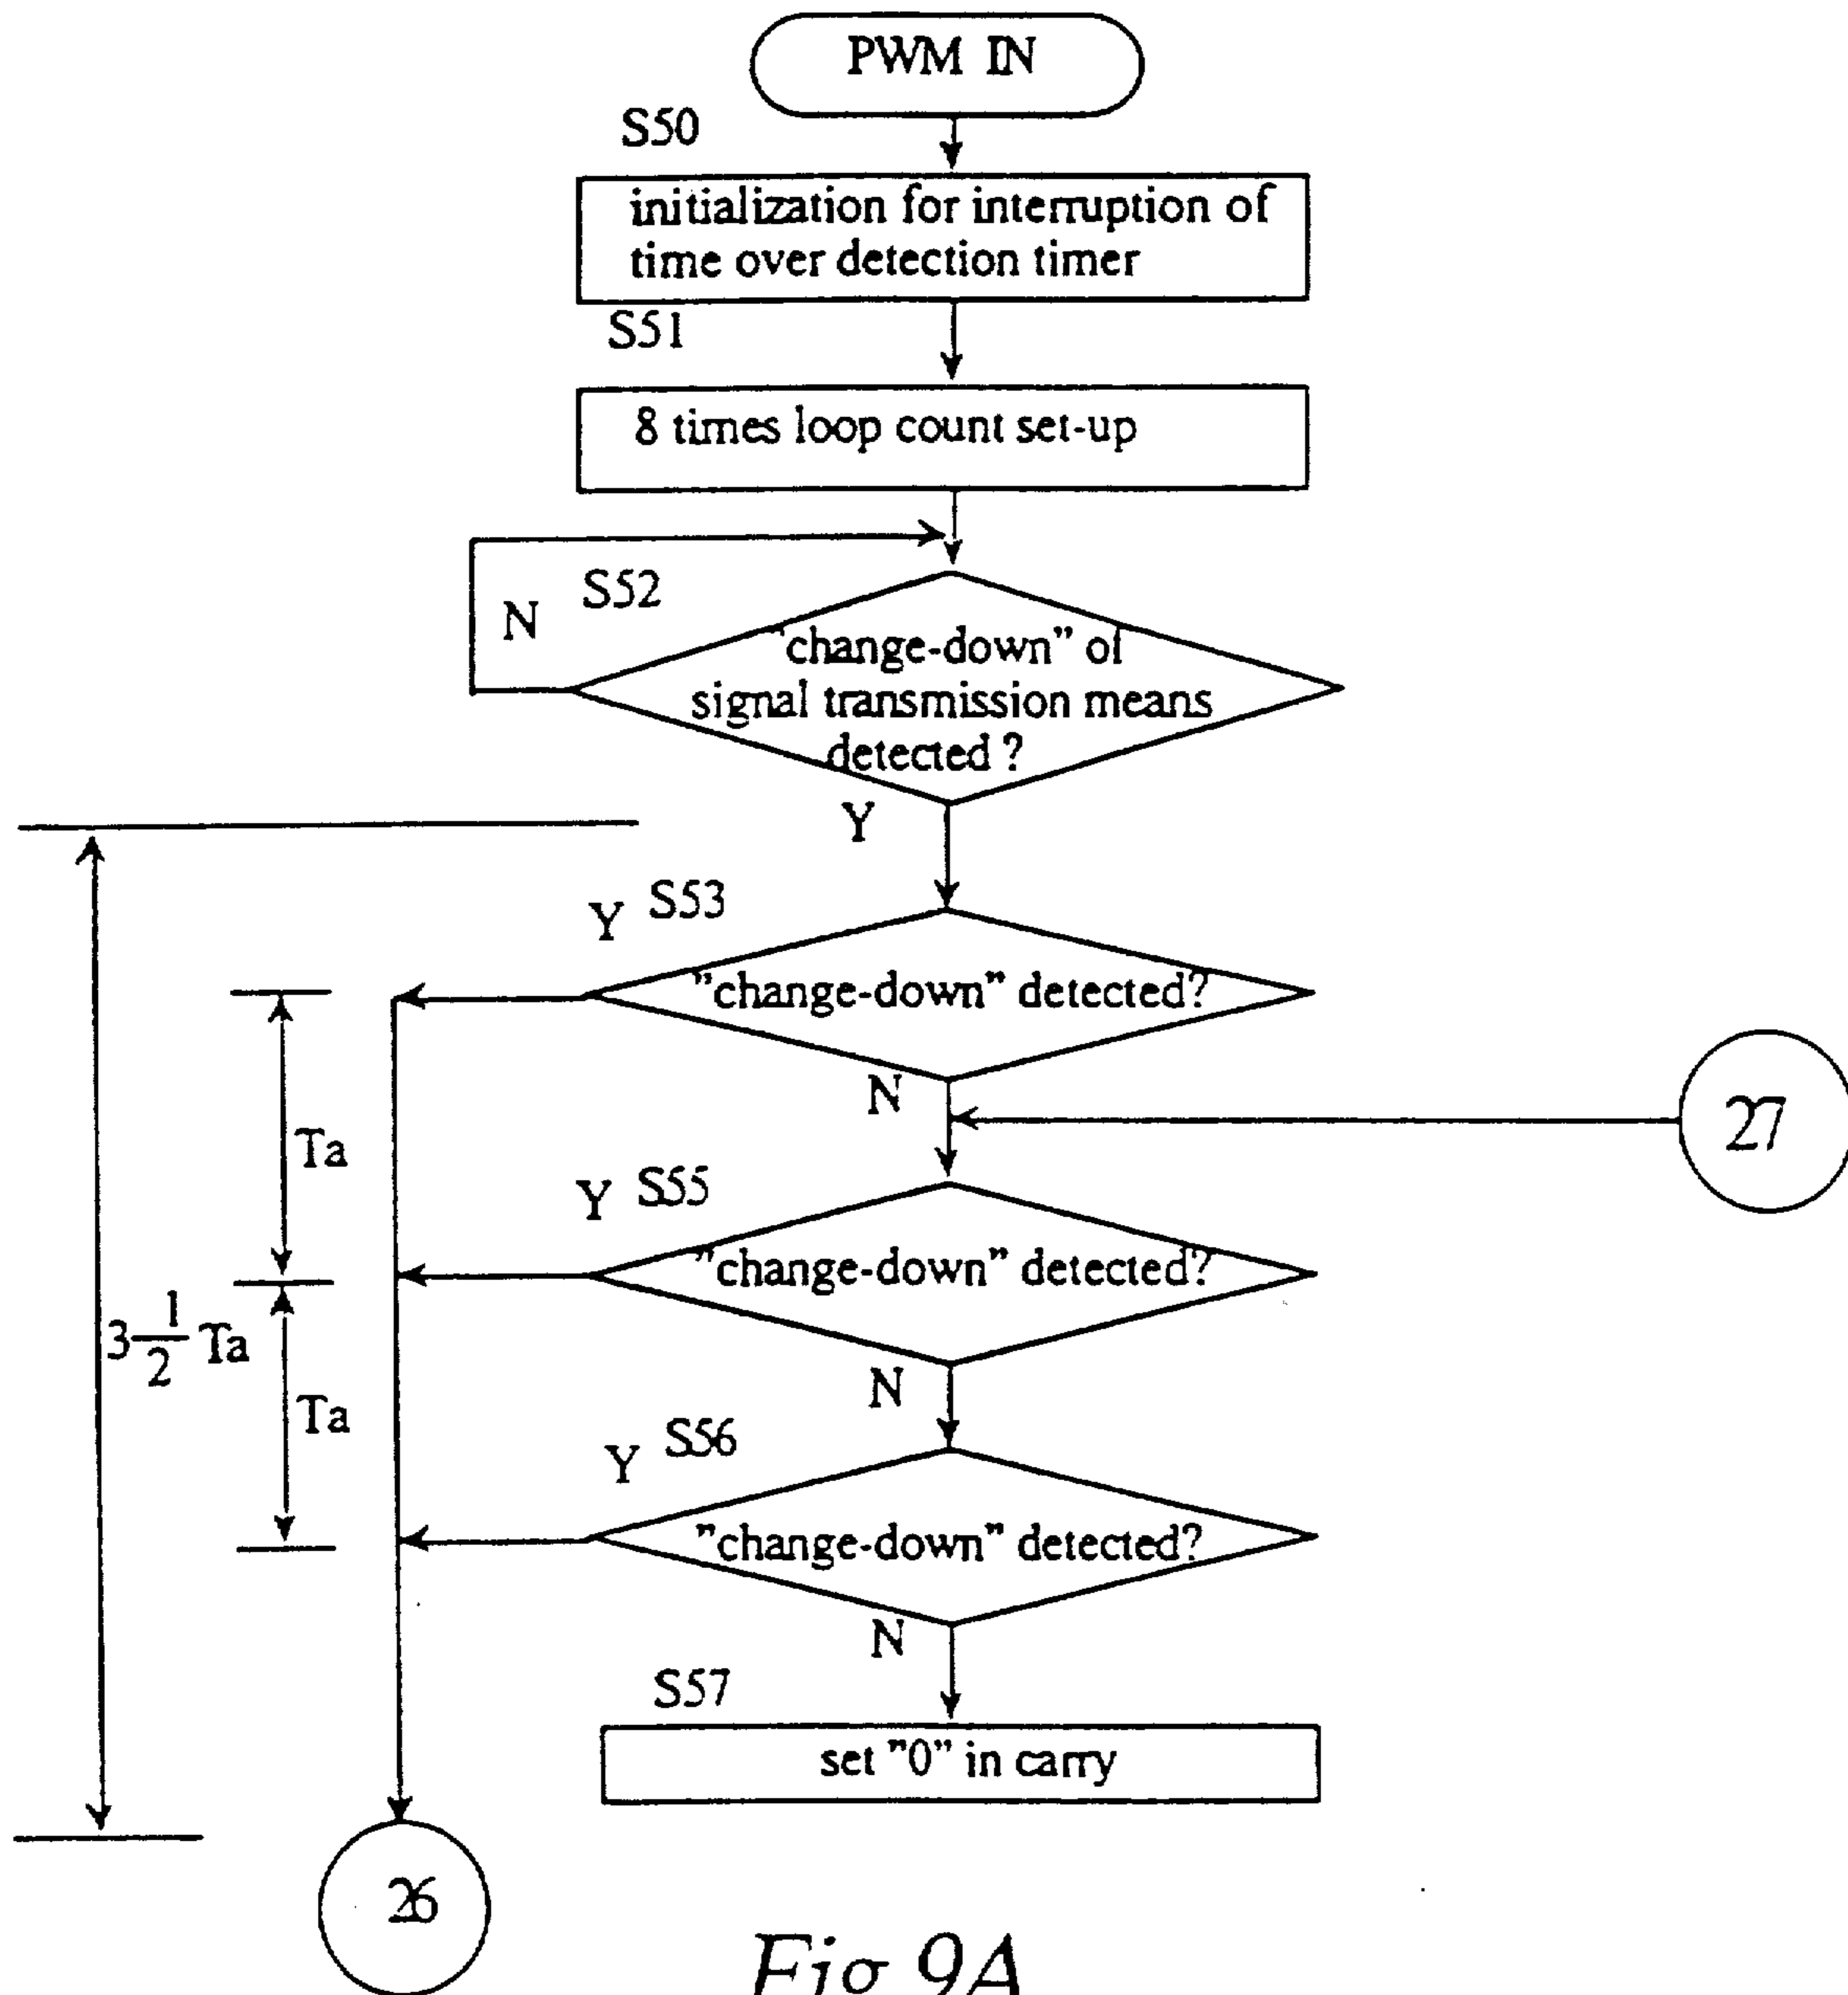 PWM IN
S50
initialization for interruption of
time over detection timer
S51
8 times loop count set-up
S52
N
"change-down" of
signal transmission means
detected ?
Y
Y S53
"change-down" detected?
N
27
Ta
Y S55
"change-down" detected?
3 1/2 Ta
N
Ta
Y S56
"change-down" detected?
N
S57
set "0" in carry
26
Fig 9A